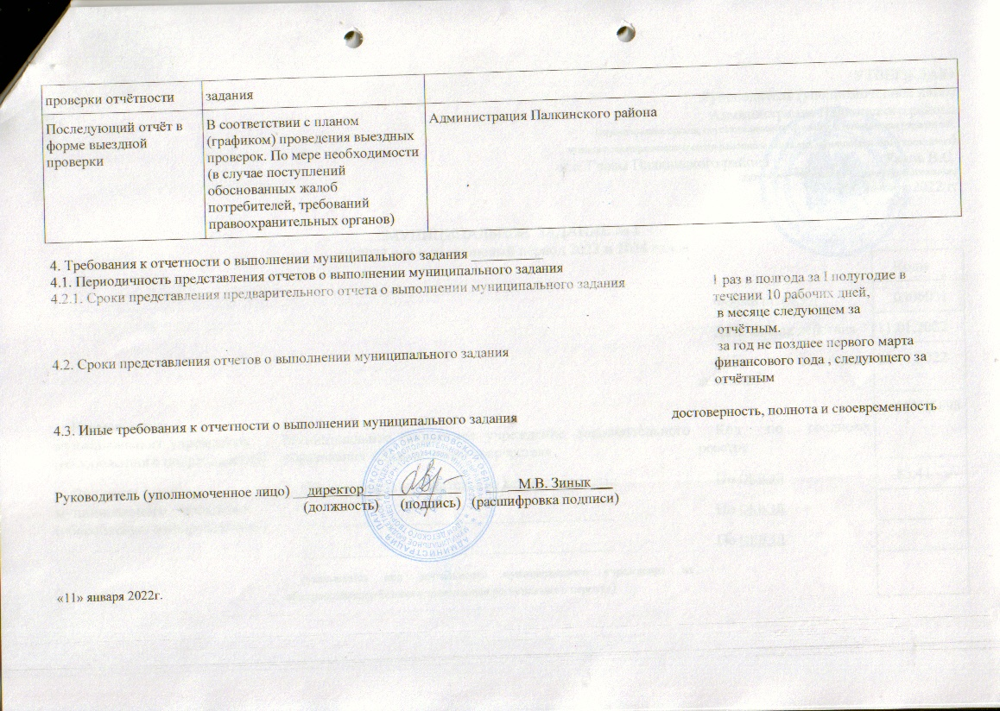 проверки отчётности
задания
Последующий отчёт в
форме выездной
проверки
В соответствии с планом
(графиком) проведения выездных
проверок. По мере необходимости
(в случае поступлений
обоснованных жалоб
потребителей, требований
правоохранительных органов)
Администрация Палкинского района
4. Требования к отчетности о выполнении муниципального задания ___________
4.1. Периодичность представления отчетов о выполнении муниципального задания
4.2.1. Сроки представления предварительного отчета о выполнении муниципального задания
1 раз в полгода за I полугодие в
течении 10 рабочих дней,
в месяце следующем за
отчётным.
4.2. Сроки представления отчетов о выполнении муниципального задания
за год не позднее первого марта
финансового года , следующего за
отчётным
4.3. Иные требования к отчетности о выполнении муниципального задания
достоверность, полнота и своевременность
Руководитель (уполномоченное лицо) __директор______________ ____М.В. Зинык___
(должность) (подпись) (расшифровка подписи)
«11» января 2022г.